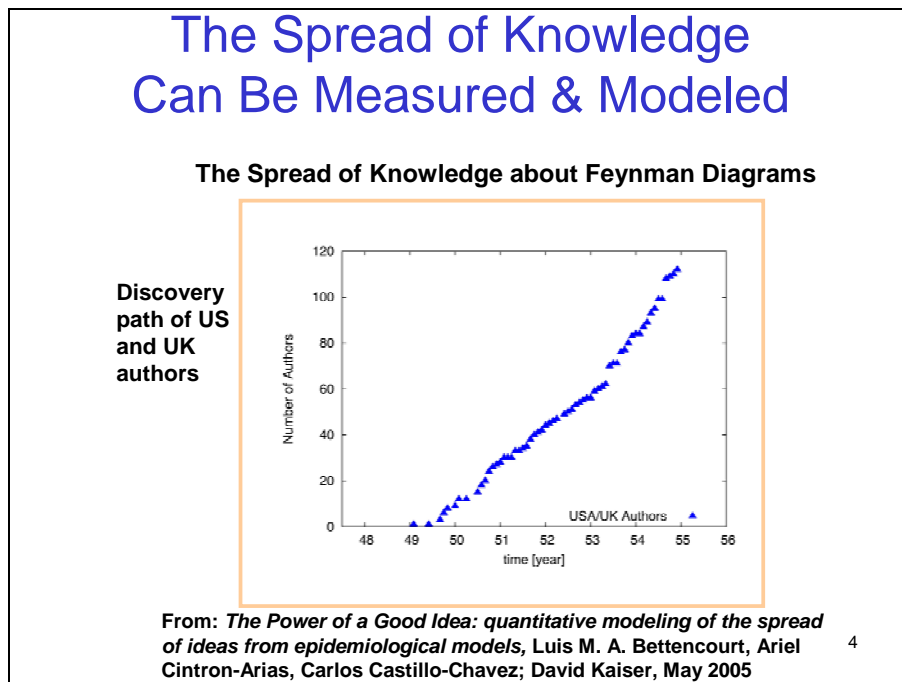 The Spread of Knowledge
Can Be Measured & Modeled
The Spread of Knowledge about Feynman Diagrams
Discovery
path of US
and UK
authors
Number of Authors
120
100
80
60
40
20
0
USA/UK Authors
48 49 50 51 52 53 54 55 56
time [year]
From: The Power of a Good Idea: quantitative modeling of the spread
of ideas from epidemiological models, Luis M. A. Bettencourt, Ariel
Cintron-Arias, Carlos Castillo-Chavez; David Kaiser, May 2005
4